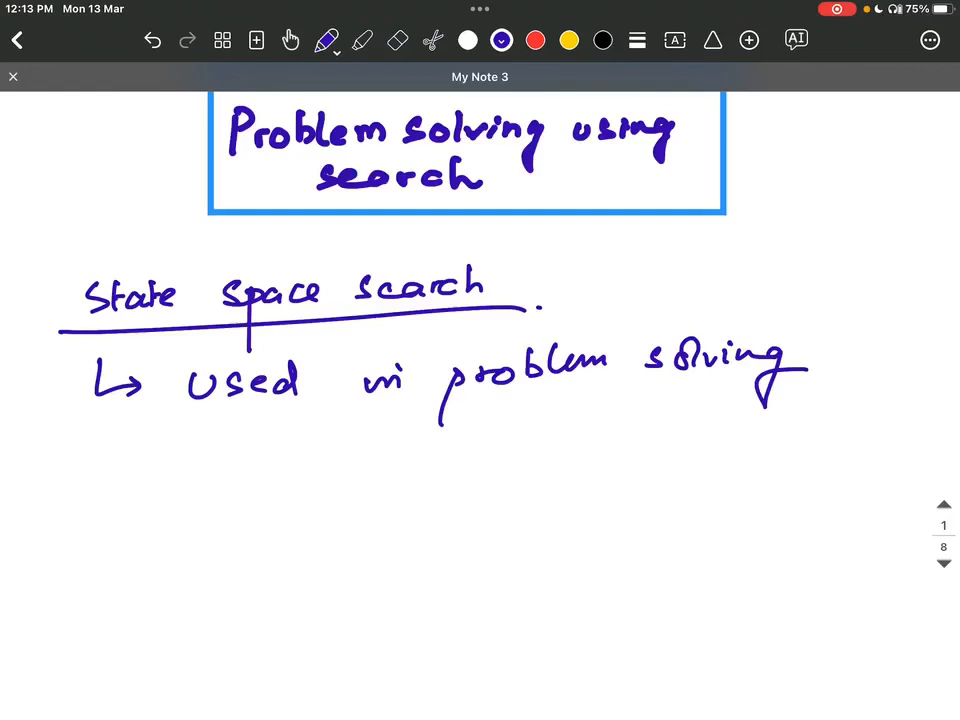 12:13 PM Mon 13 Mar
75%
A
AI
My Note 3
Problem solving using
search
State space search.
↳ used in problem solving
1
8